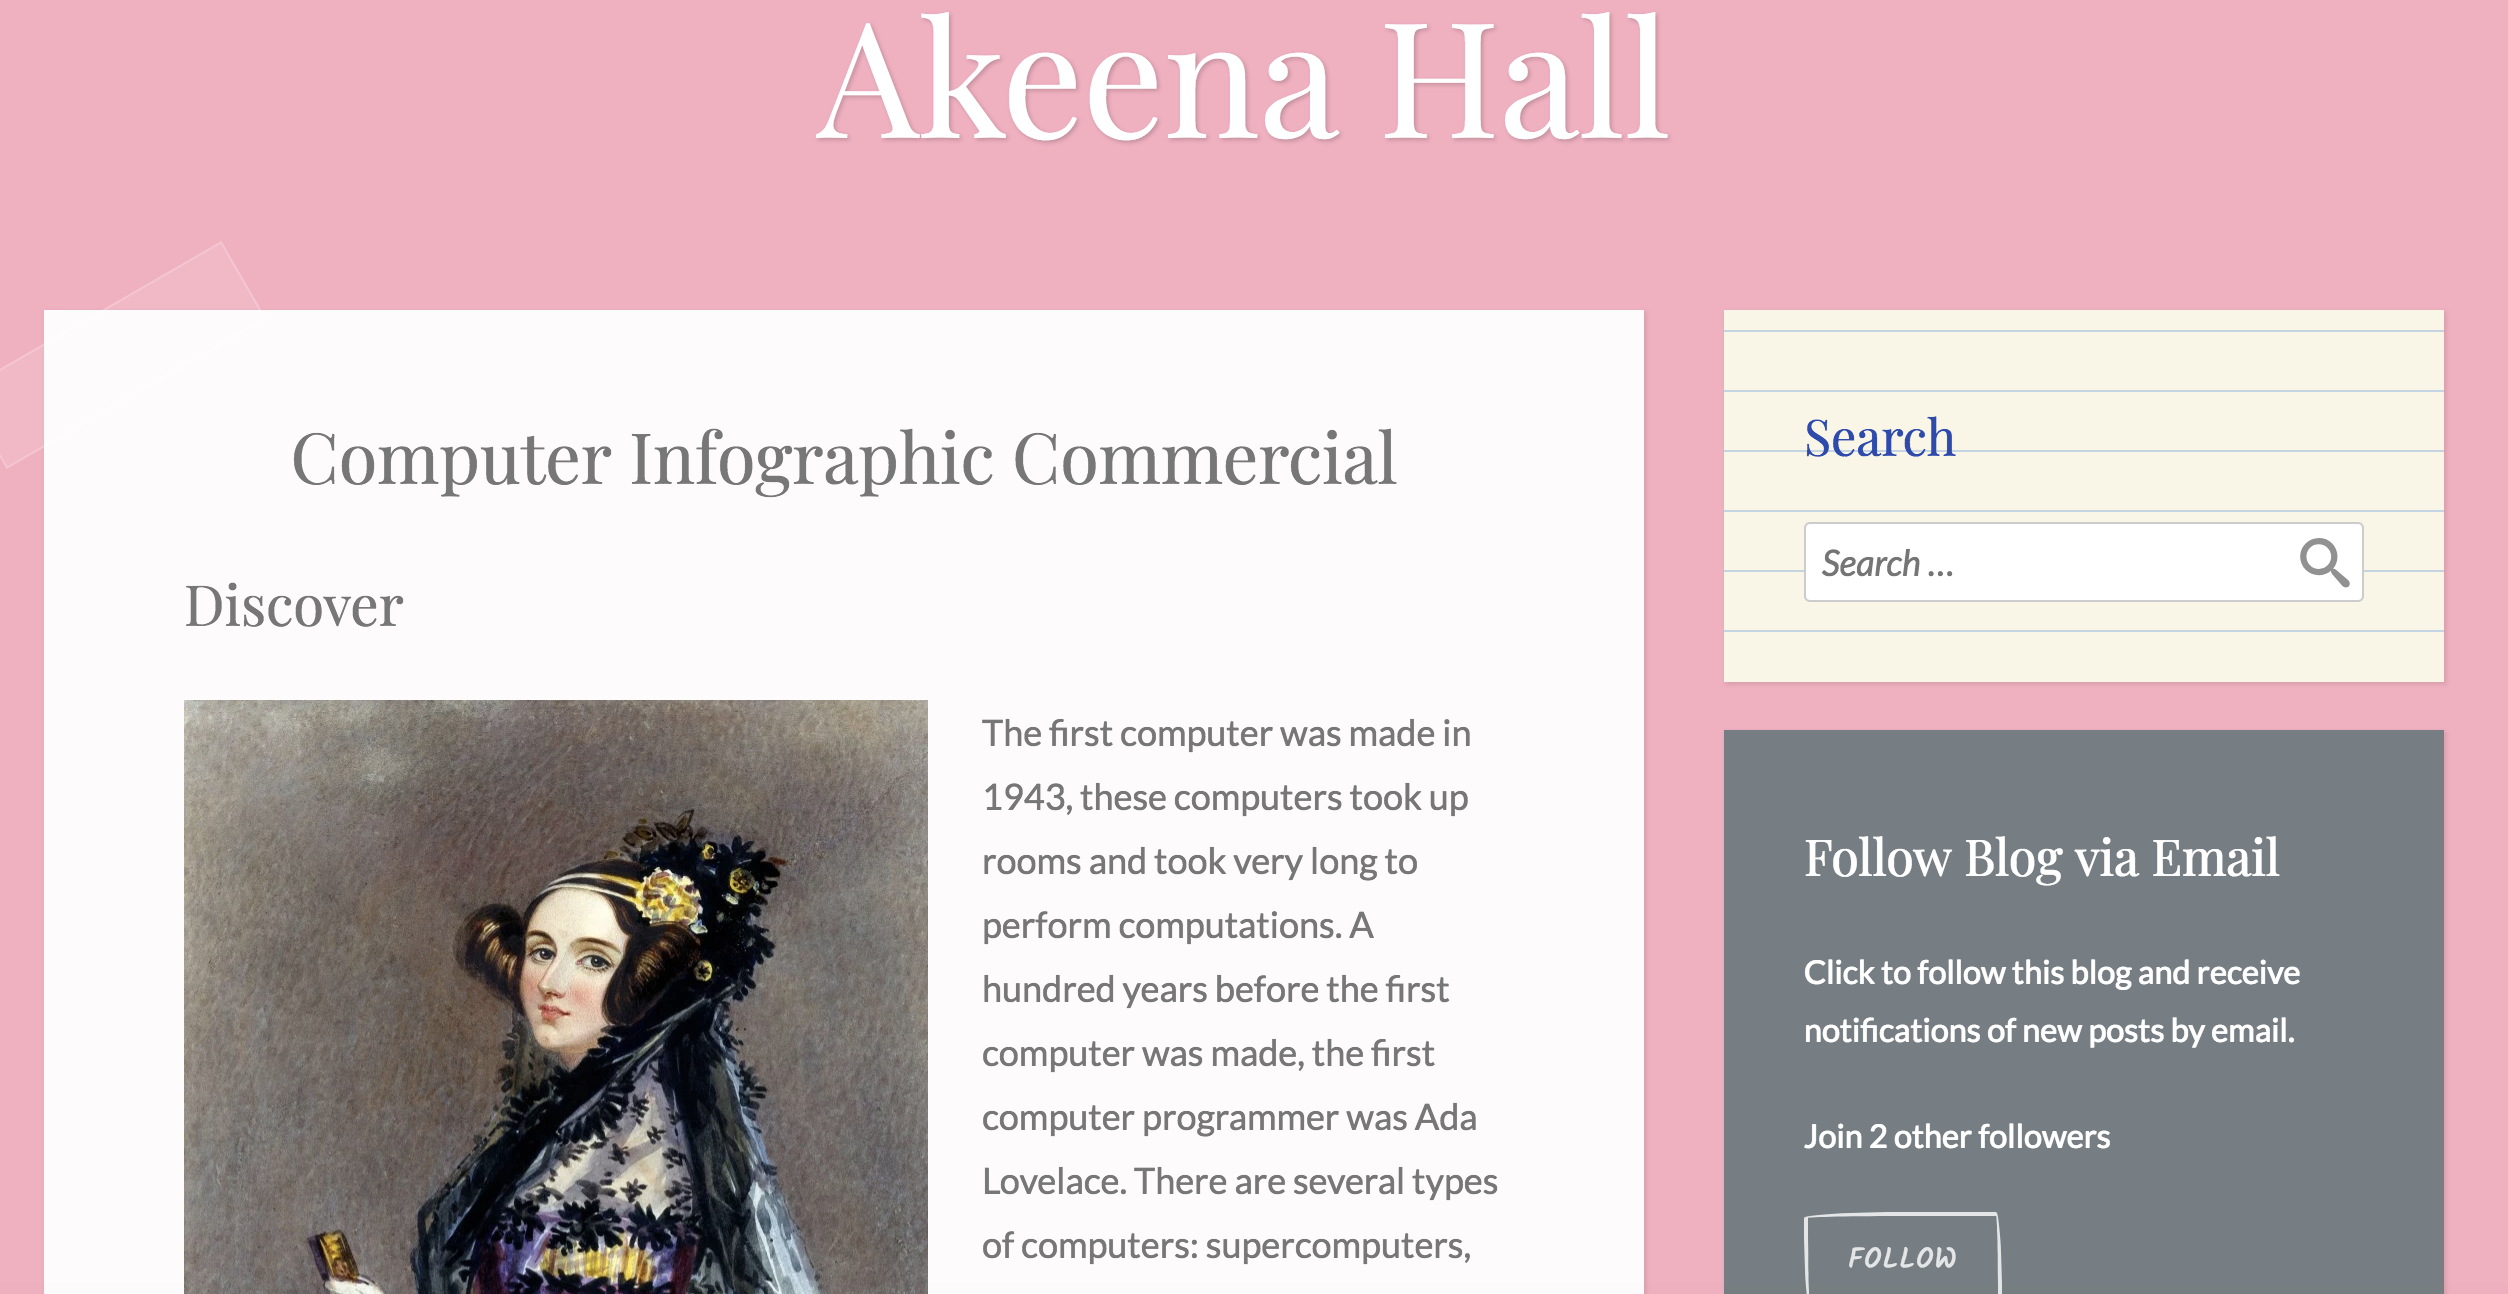 Akeena Hall
Computer Infographic Commercial
Discover
The first computer was made in
1943, these computers took up
rooms and took very long to
perform computations. A
hundred years before the first
computer was made, the first
computer programmer was Ada
Lovelace. There are several types
of computers: supercomputers,
Search
Search ...
Follow Blog via Email
Click to follow this blog and receive
notifications of new posts by email.
Join 2 other followers
FOLLOW